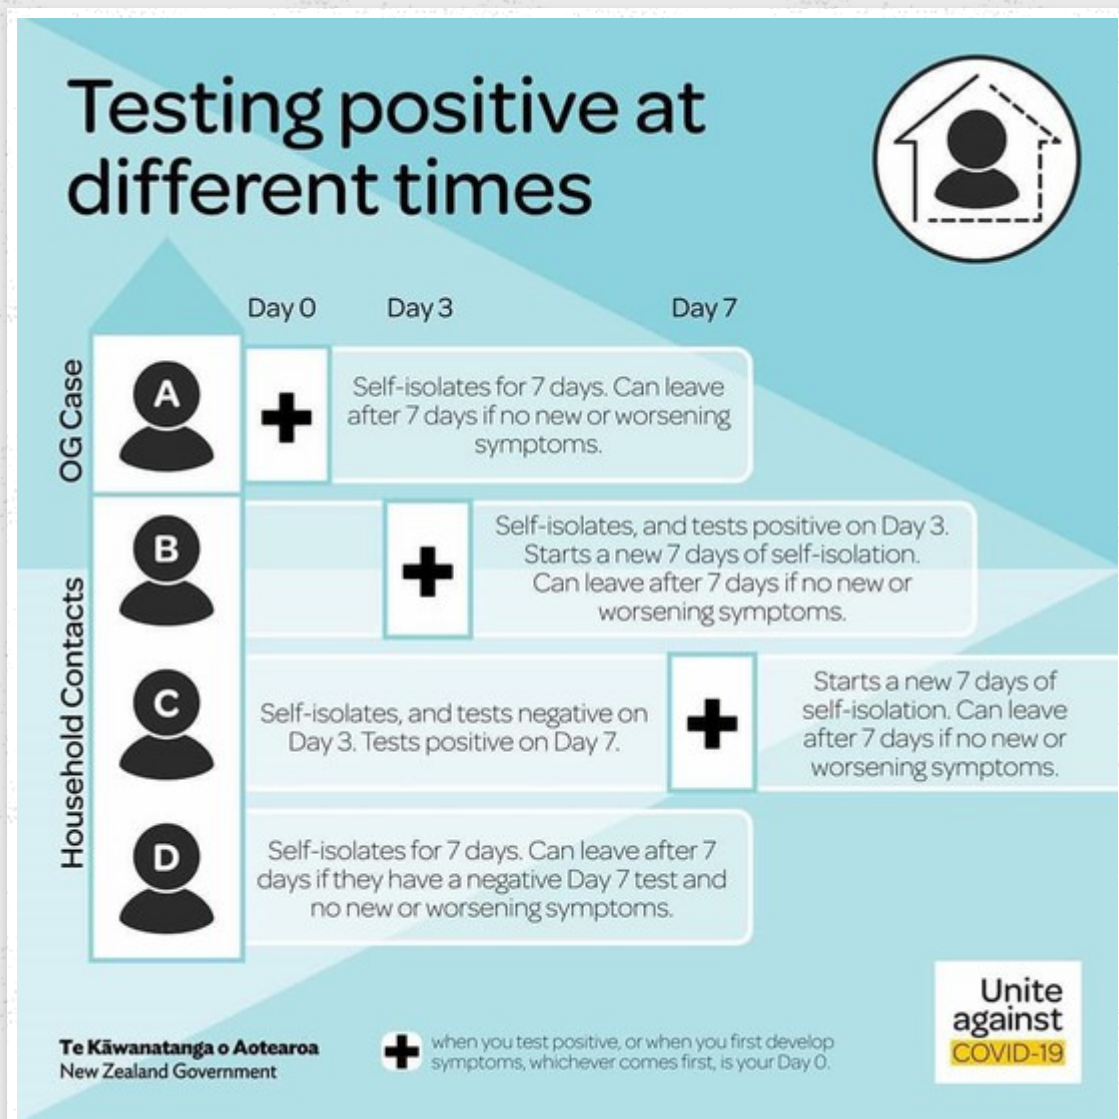 Testing positive at
different times
Day 0
Day 3
Day 7
OG Case
A
Self-isolates for 7 days. Can leave
after 7 days if no new or worsening
symptoms.
Household Contacts
B
Self-isolates, and tests positive on Day 3.
Starts a new 7 days of self-isolation.
Can leave after 7 days if no new or
worsening symptoms.
C
Self-isolates, and tests negative on
Day 3. Tests positive on Day 7.
Starts a new 7 days of
self-isolation. Can leave
after 7 days if no new or
worsening symptoms.
D
Self-isolates for 7 days. Can leave after 7
days if they have a negative Day 7 test and
no new or worsening symptoms.
Te Kāwanatanga o Aotearoa
New Zealand Government
when you test positive, or when you first develop
symptoms, whichever comes first, is your Day 0.
Unite
against
COVID-19